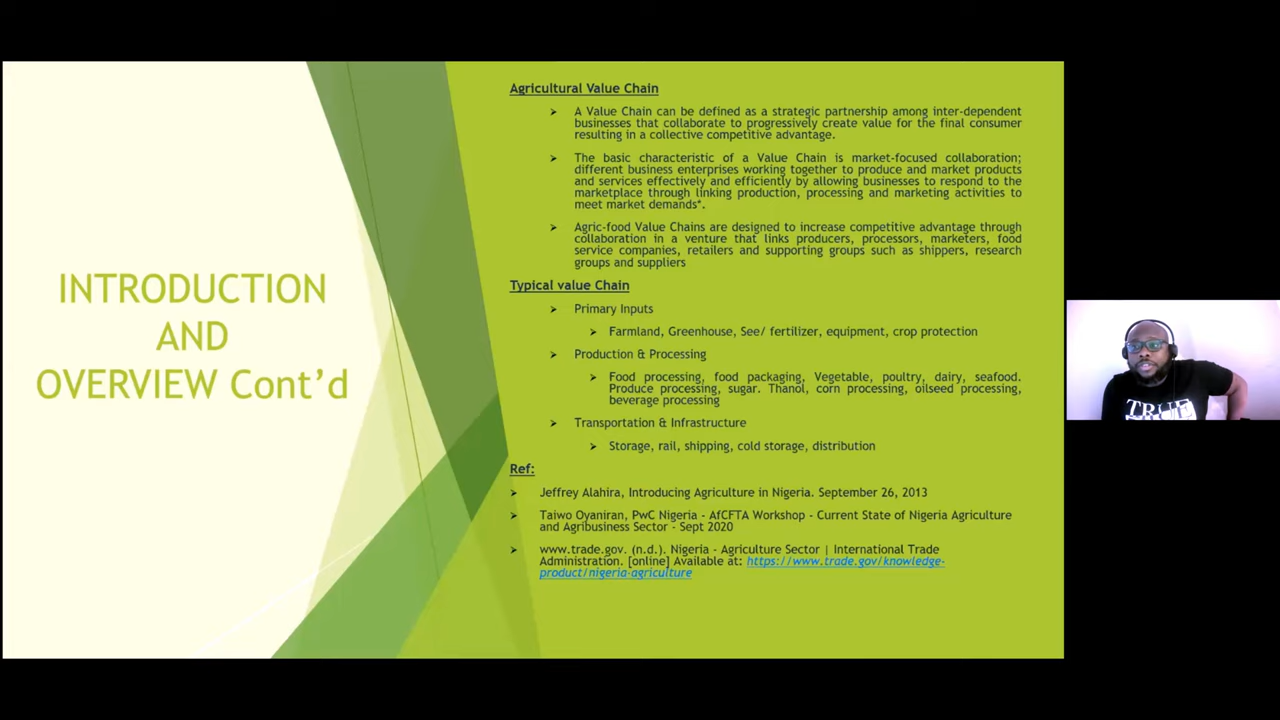 INTRODUCTION
AND
OVERVIEW Cont’d
Agricultural Value Chain
A Value Chain can be defined as a strategic partnership among inter-dependent
businesses that collaborate to progressively create value for the final consumer
resulting in a collective competitive advantage.
The basic characteristic of a Value Chain is market-focused collaboration;
different business enterprises working together to produce and market products
and services effectively and efficiently by allowing businesses to respond to the
marketplace through linking production, processing and marketing activities to
meet market demands*.
Agric-food Value Chains are designed to increase competitive advantage through
collaboration in a venture that links producers, processors, marketers, food
service companies, retailers and supporting groups such as shippers, research
groups and suppliers
Typical value Chain
Primary Inputs
Farmland, Greenhouse, See/ fertilizer, equipment, crop protection
Production & Processing
Food processing, food packaging, Vegetable, poultry, dairy, seafood.
Produce processing, sugar. Thanol, corn processing, oilseed processing,
beverage processing
Transportation & Infrastructure
Storage, rail, shipping, cold storage, distribution
Ref:
Jeffrey Alahira, Introducing Agriculture in Nigeria. September 26, 2013
Taiwo Oyaniran, PwC Nigeria - AfCFTA Workshop - Current State of Nigeria Agriculture
and Agribusiness Sector - Sept 2020
www.trade.gov. (n.d.). Nigeria - Agriculture Sector | International Trade
Administration. [online] Available at: https://www.trade.gov/knowledge-
product/nigeria-agriculture
TRUE